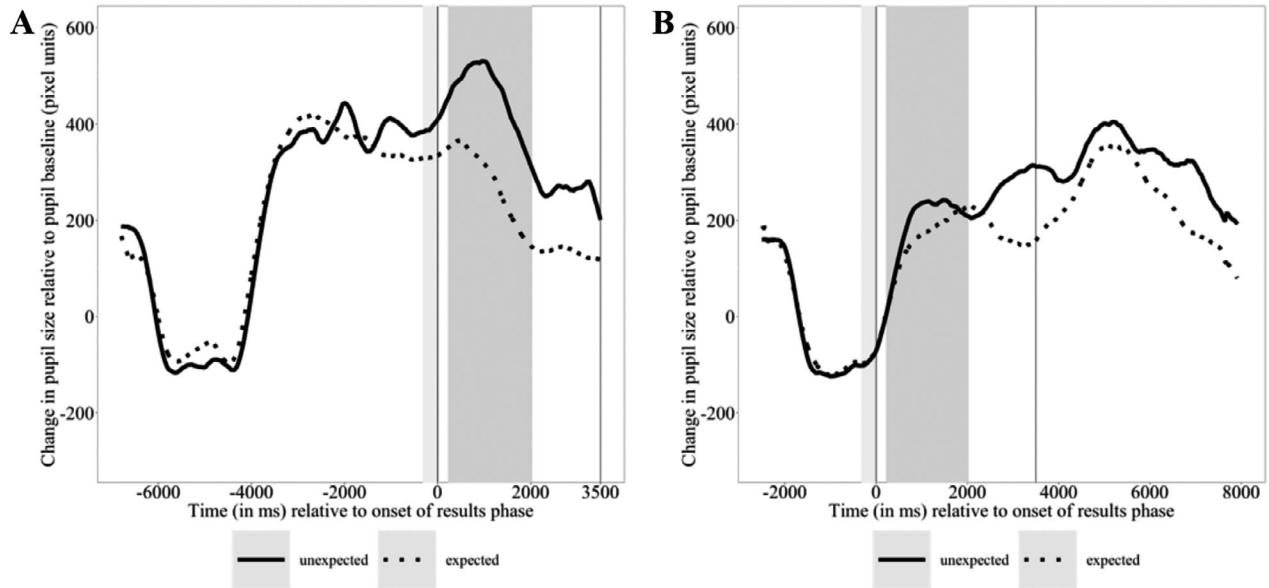 A
Change in pupil size relative to pupil baseline (pixel units)
600
400
200
0
-200
-6000 -4000 -2000 0 2000 3500
Time (in ms) relative to onset of results phase
unexpected expected
B
Change in pupil size relative to pupil baseline (pixel units)
600
400
200
0
-200
-2000 0 2000 4000 6000 8000
Time (in ms) relative to onset of results phase
unexpected expected